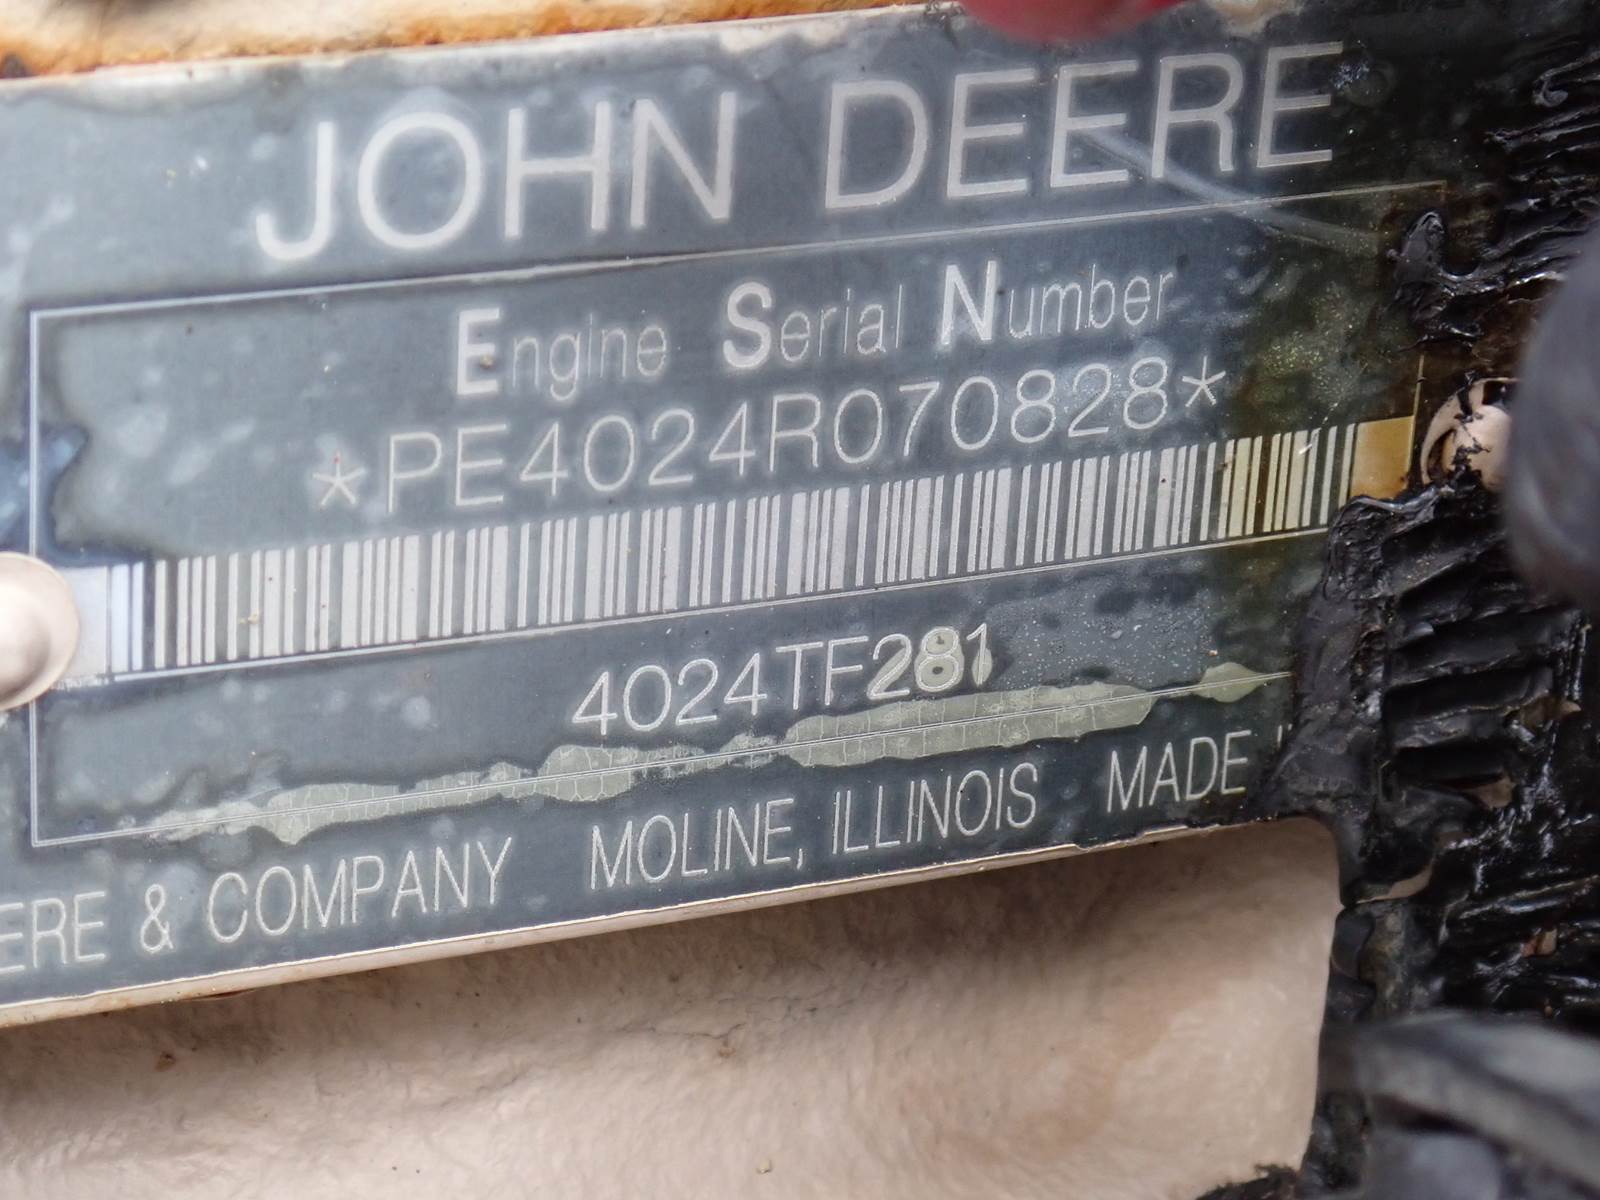 JOHN DEERE
Engine Serial Number
*PE4024R070828*
4024TF281
ERE & COMPANY MOLINE, ILLINOIS MADE